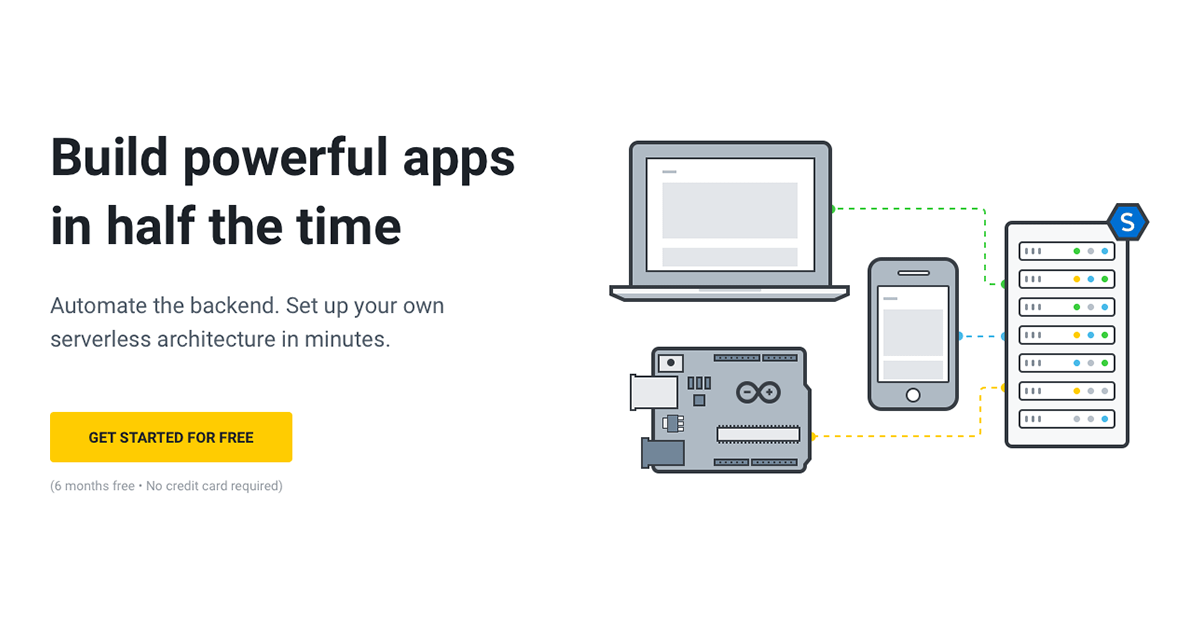 Build powerful apps
in half the time
Automate the backend. Set up your own
serverless architecture in minutes.
GET STARTED FOR FREE
(6 months free • No credit card required)
S